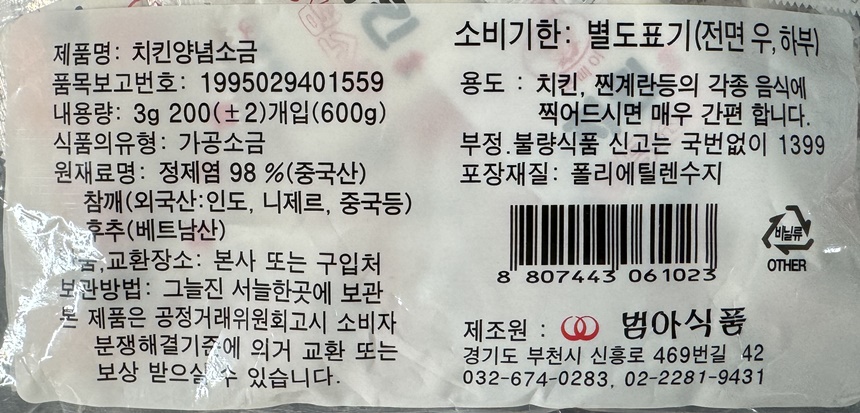 제품명: 치킨양념소금
품목보고번호: 1995029401559
내용량: 3g 200(±2)개입(600g)
식품의유형: 가공소금
원재료명: 정제염 98 %(중국산)
참깨(외국산:인도, 니제르, 중국등)
후추(베트남산)
품,교환장소: 본사 또는 구입처
보관방법: 그늘진 서늘한곳에 보관
본 제품은 공정거래위원회고시 소비자
분쟁해결기준에 의거 교환 또는
보상 받으실 수 있습니다.
소비기한: 별도표기(전면 우,하부)
용도 : 치킨, 찐계란등의 각종 음식에
찍어드시면 매우 간편 합니다.
부정.불량식품 신고는 국번없이 1399
포장재질: 폴리에틸렌수지
8 807443 061023
비닐류
OTHER
제조원 : 범아식품
경기도 부천시 신흥로 469번길 42
032-674-0283, 02-2281-9431